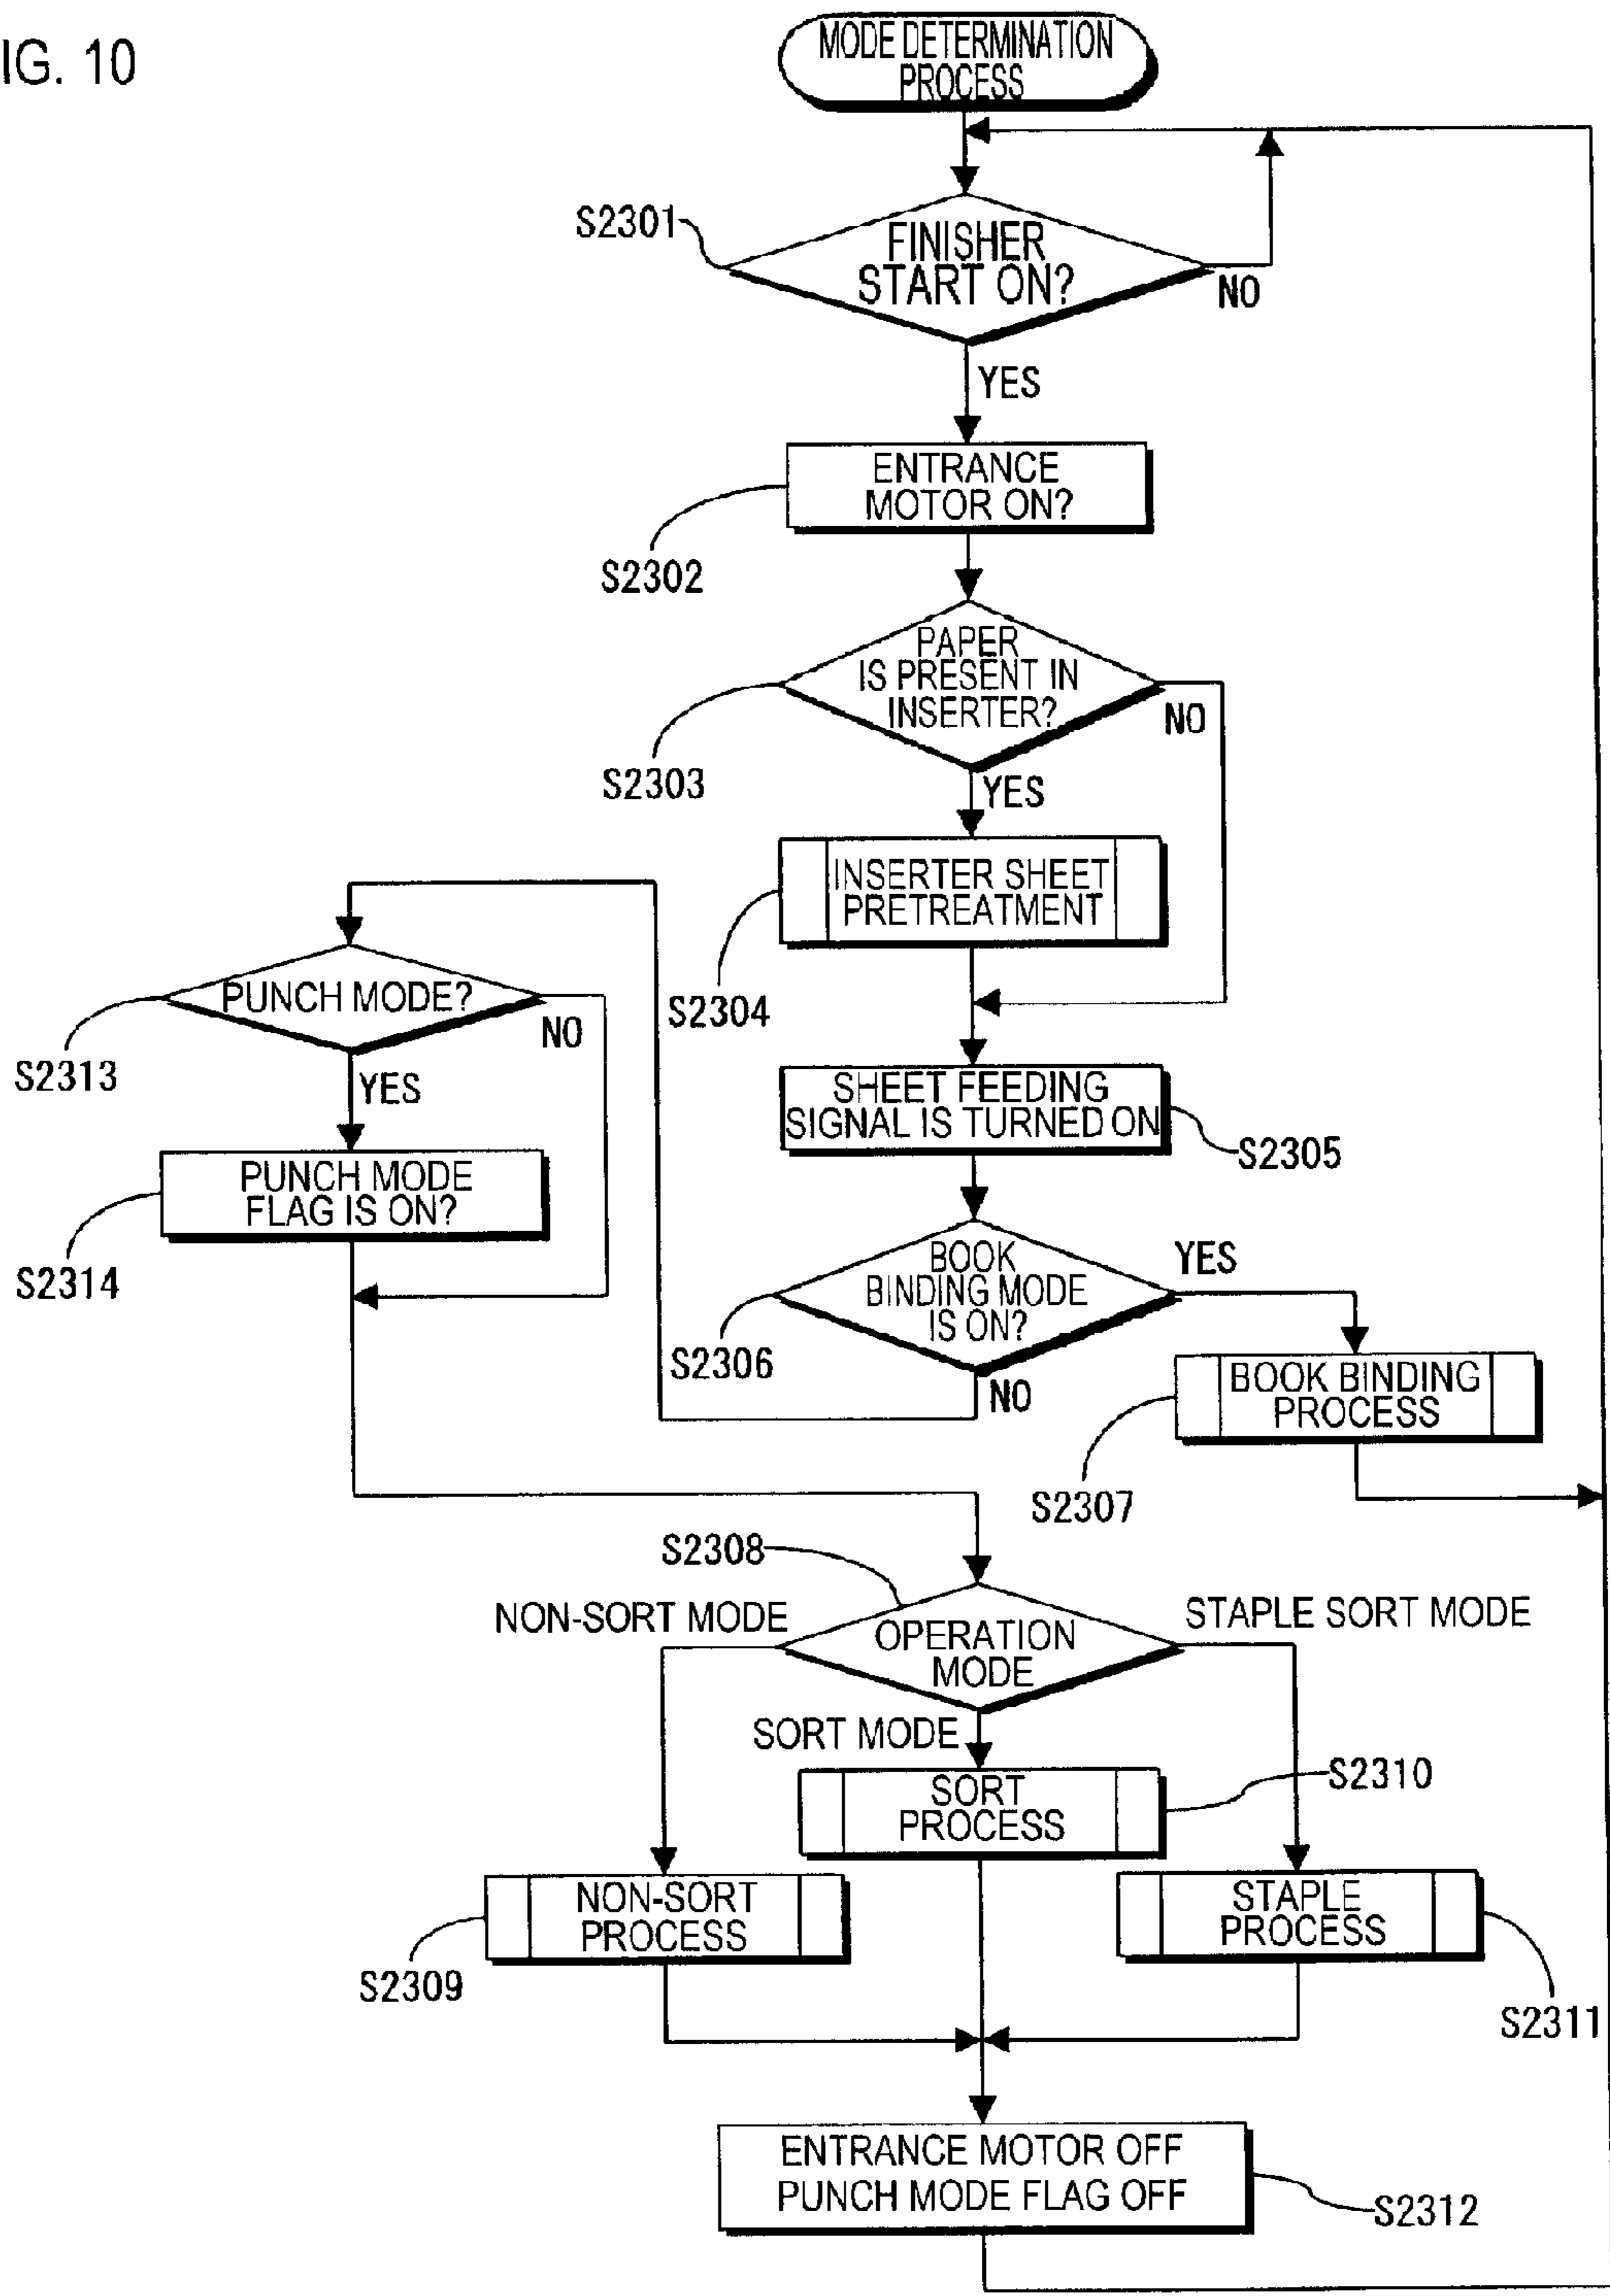 IG. 10
MODE DETERMINATION
PROCESS
S2301
FINISHER
START ON?
NO
YES
ENTRANCE
MOTOR ON?
S2302
PAPER
IS PRESENT IN
INSERTER?
NO
S2303
YES
INSERTER SHEET
PRETREATMENT
S2304
PUNCH MODE?
NO
S2313
YES
SHEET FEEDING
SIGNAL IS TURNED ON
S2305
PUNCH MODE
FLAG IS ON?
S2314
BOOK
BINDING MODE
IS ON?
YES
S2306
NO
BOOK BINDING
PROCESS
S2307
S2308
NON-SORT MODE
STAPLE SORT MODE
OPERATION
MODE
SORT MODE
SORT
PROCESS
S2310
NON-SORT
PROCESS
S2309
STAPLE
PROCESS
S2311
ENTRANCE MOTOR OFF
PUNCH MODE FLAG OFF
S2312